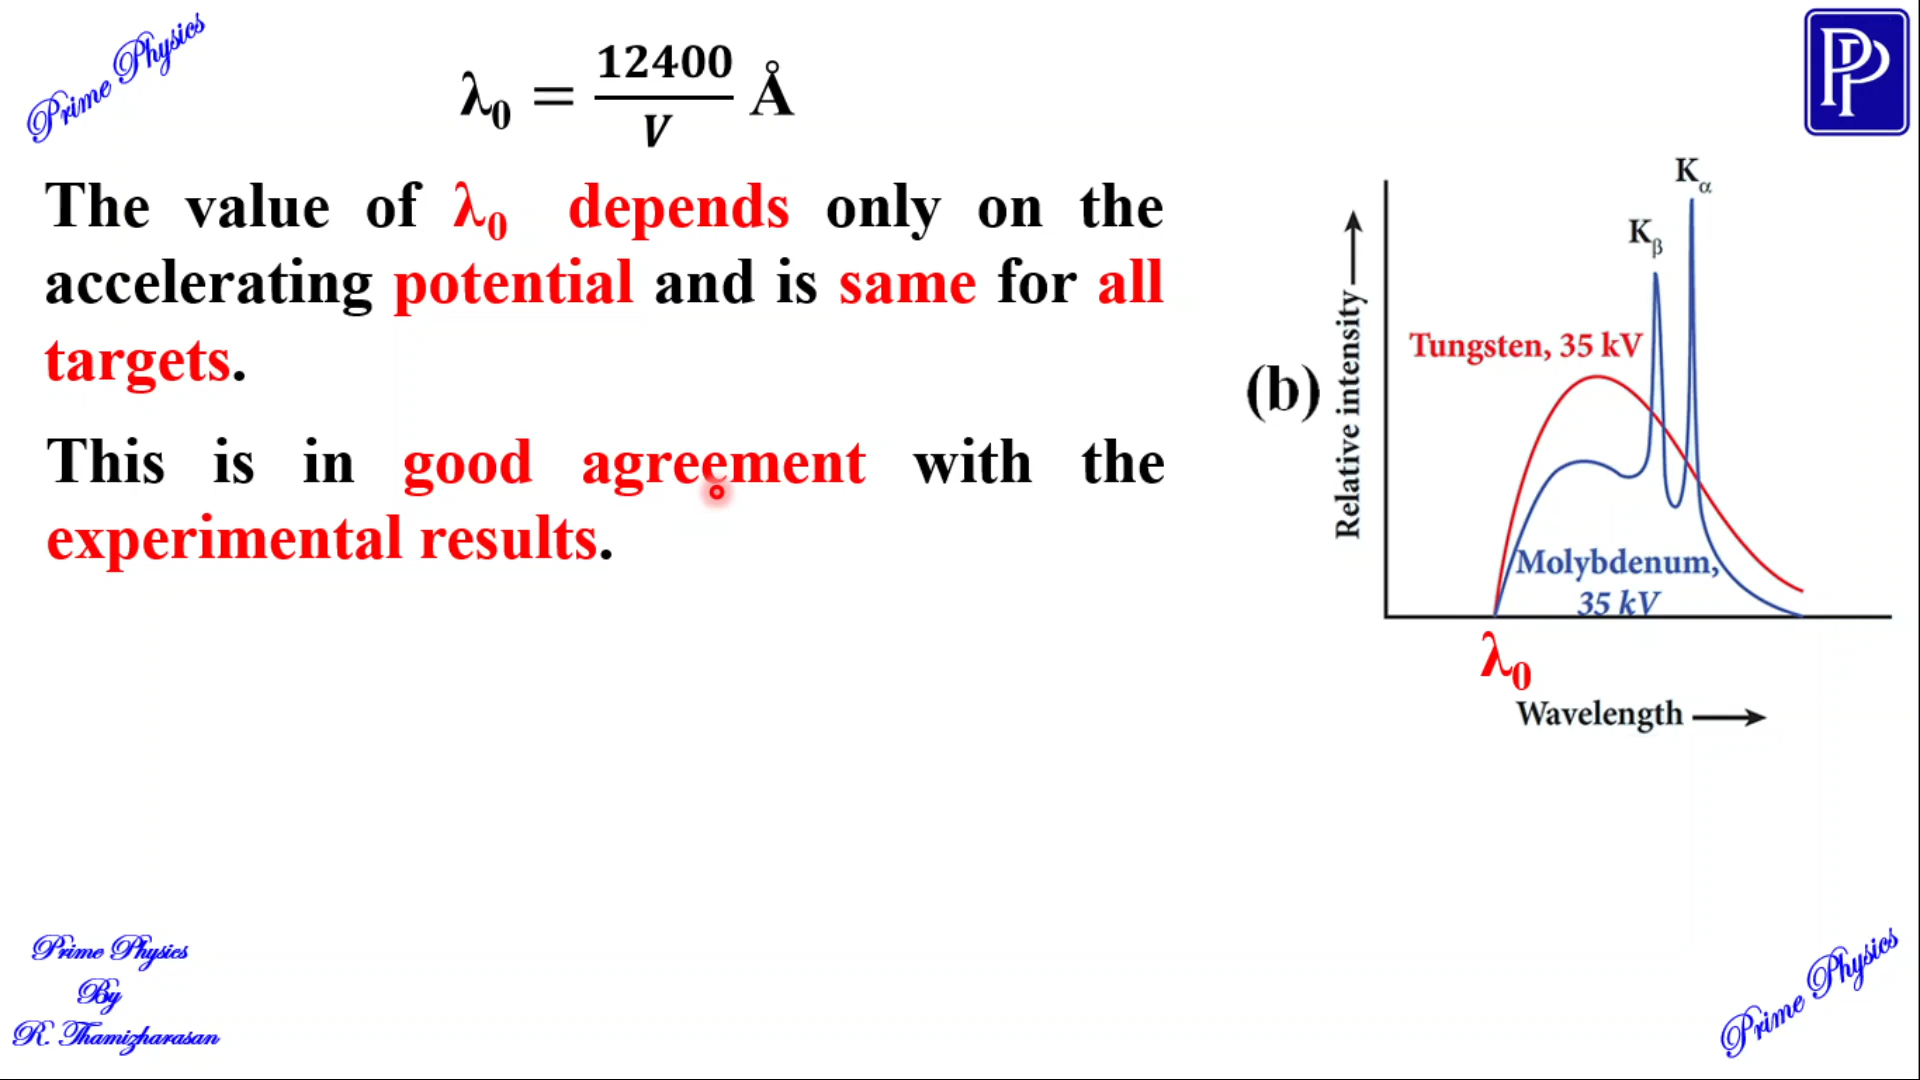 Prime Physics
λ₀ = 12400/V Å
PP
The value of λ₀ depends only on the
accelerating potential and is same for all
targets.
This is in good agreement with the
experimental results.
(b)
Relative intensity
Kα
Kβ
Tungsten, 35 kV
Molybdenum,
35 kV
λ₀
Wavelength
Prime Physics
By
R. Thamizharasan
Prime Physics